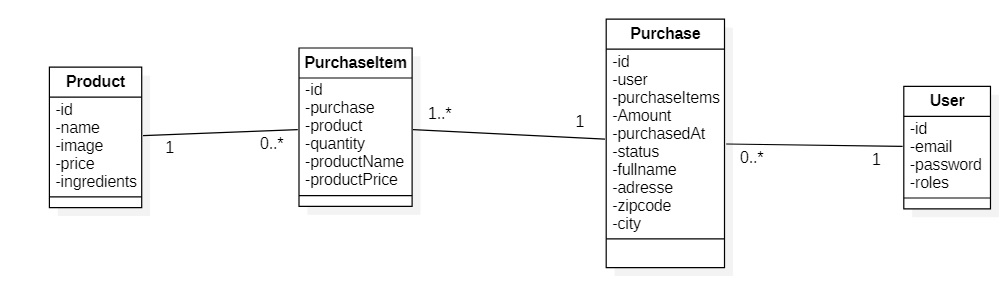 Product
-id
-name
-image
-price
-ingredients
1
0..*
PurchaseItem
-id
-purchase
-product
-quantity
-productName
-productPrice
1..*
1
Purchase
-id
-user
-purchaseItems
-Amount
-purchasedAt
-status
-fullname
-adresse
-zipcode
-city
0..*
1
User
-id
-email
-password
-roles